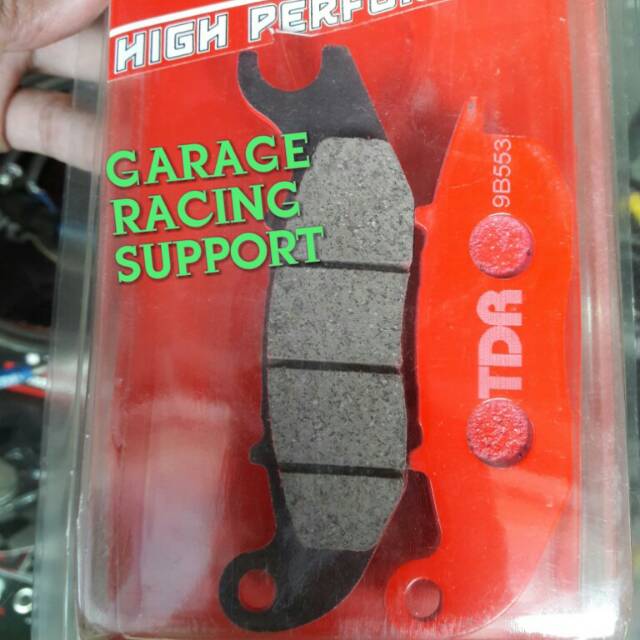 HIGH PERFOR
GARAGE
RACING
SUPPORT
9B553
TDR